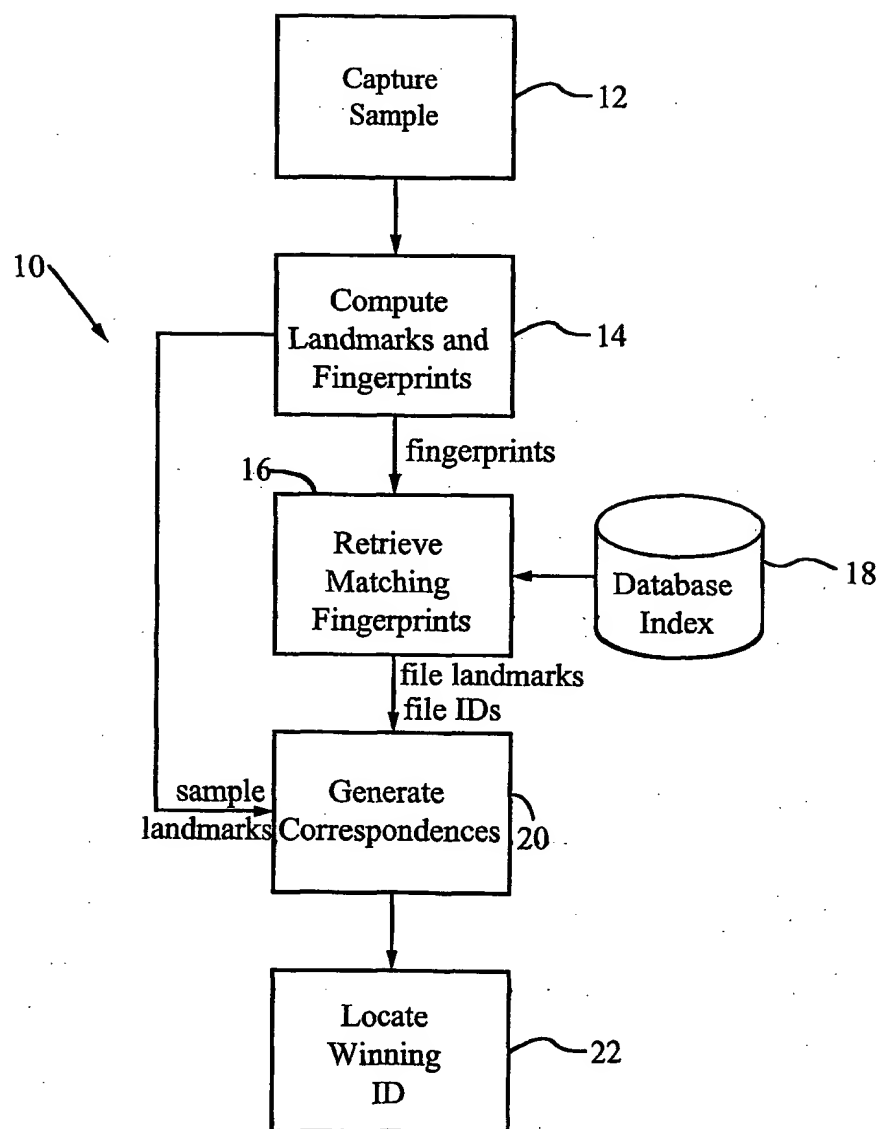 Capture
Sample
12
10
Compute
Landmarks and
Fingerprints
14
fingerprints
16
Retrieve
Matching
Fingerprints
Database
Index
18
file landmarks
file IDs
sample
landmarks
Generate
Correspondences
20
Locate
Winning
ID
22